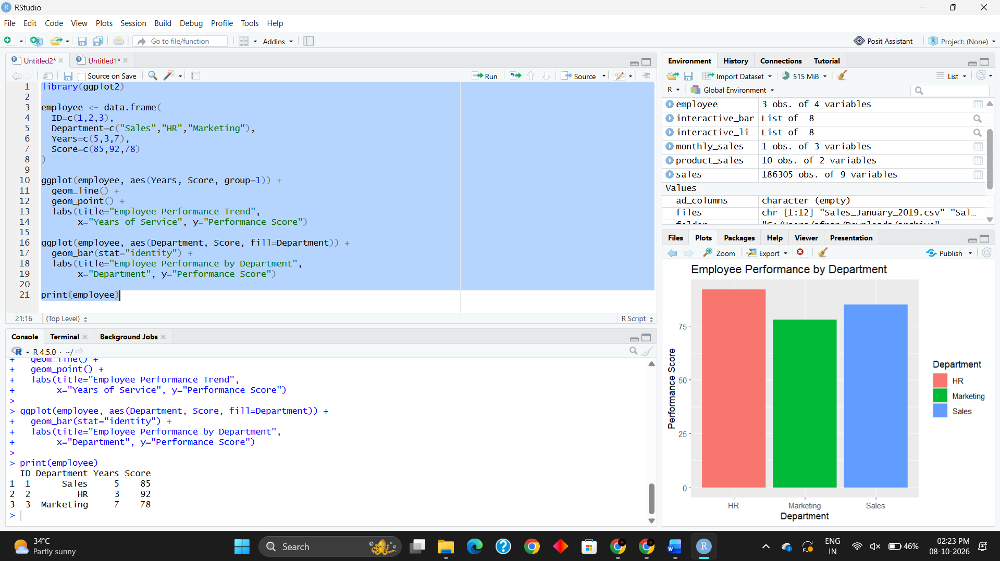 RStudio
File Edit Code View Plots Session Build Debug Profile Tools Help
Go to file/function Addins Posit Assistant Project: (None)
Untitled2* Untitled1*
Source on Save Run Source
1 library(ggplot2)
2
3 employee <- data.frame(
4 ID=c(1,2,3),
5 Department=c("Sales","HR","Marketing"),
6 Years=c(5,3,7),
7 Score=c(85,92,78)
8 )
9
10 ggplot(employee, aes(Years, Score, group=1)) +
11 geom_line() +
12 geom_point() +
13 labs(title="Employee Performance Trend",
14 x="Years of Service", y="Performance Score")
15
16 ggplot(employee, aes(Department, Score, fill=Department)) +
17 geom_bar(stat="identity") +
18 labs(title="Employee Performance by Department",
19 x="Department", y="Performance Score")
20
21 print(employee)
21:16 (Top Level) R Script
Console Terminal Background Jobs
R 4.5.0 · ~/
+ geom_line() +
+ geom_point() +
+ labs(title="Employee Performance Trend",
+ x="Years of Service", y="Performance Score")
>
> ggplot(employee, aes(Department, Score, fill=Department)) +
+ geom_bar(stat="identity") +
+ labs(title="Employee Performance by Department",
+ x="Department", y="Performance Score")
>
> print(employee)
ID Department Years Score
1 1 Sales 5 85
2 2 HR 3 92
3 3 Marketing 7 78
>
Environment History Connections Tutorial
Import Dataset 515 MiB List
R Global Environment
employee 3 obs. of 4 variables
interactive_bar List of 8
interactive_li… List of 8
monthly_sales 1 obs. of 3 variables
product_sales 10 obs. of 2 variables
sales 186305 obs. of 9 variables
Values
ad_columns character (empty)
files chr [1:12] "Sales_January_2019.csv" "Sal…
folder "C:/Users/afnan/Downloads/archive"
Files Plots Packages Help Viewer Presentation
Zoom Export Publish
Employee Performance by Department
Performance Score
75
50
25
0
HR Marketing Sales
Department
Department
HR
Marketing
Sales
34°C
Partly sunny
Search
ENG
IN
46%
02:23 PM
08-10-2026